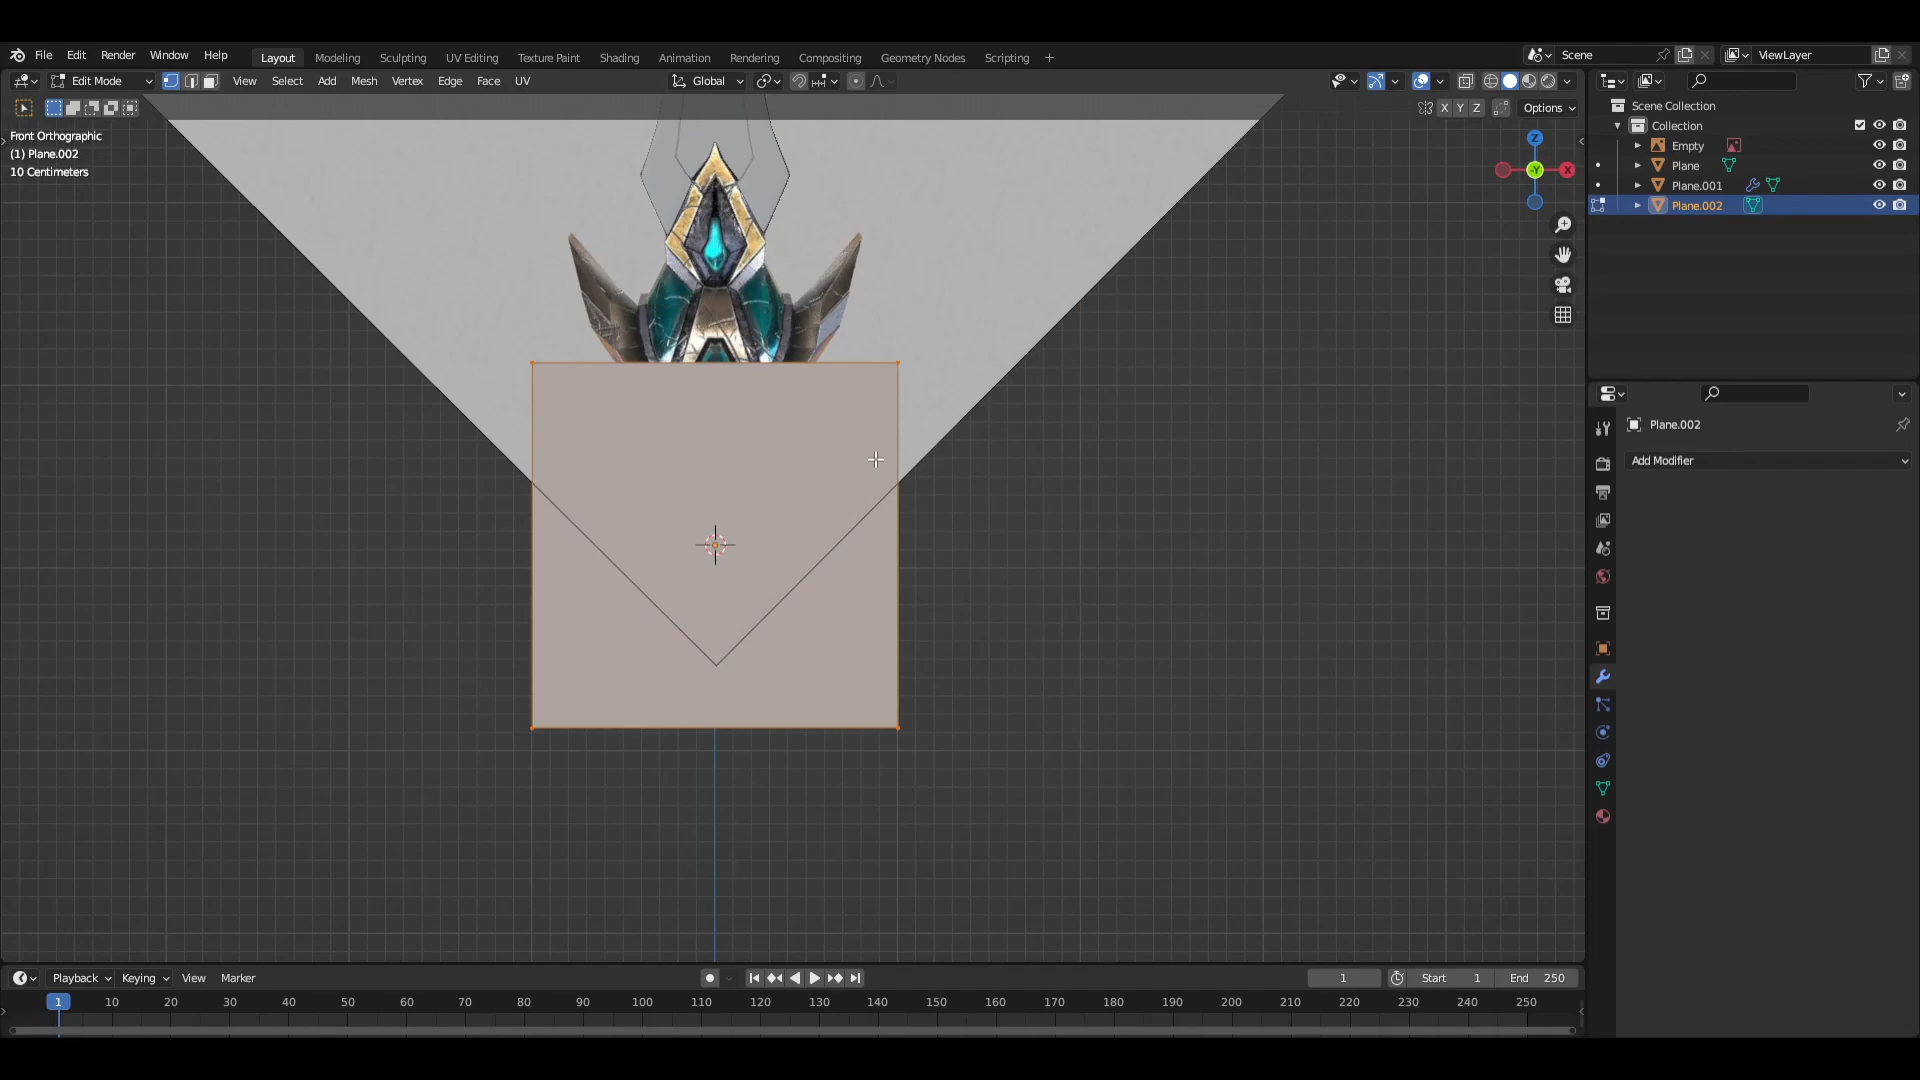 File Edit Render Window Help Layout Modeling Sculpting UV Editing Texture Paint Shading Animation Rendering Compositing Geometry Nodes Scripting + Scene ViewLayer
Edit Mode View Select Add Mesh Vertex Edge Face UV Global
X Y Z Options
Front Orthographic
(1) Plane.002
10 Centimeters
Z
X
-Y
Scene Collection
Collection
Empty
Plane
Plane.001
Plane.002
Plane.002
Add Modifier
Playback Keying View Marker 1 Start 1 End 250
1 10 20 30 40 50 60 70 80 90 100 110 120 130 140 150 160 170 180 190 200 210 220 230 240 250